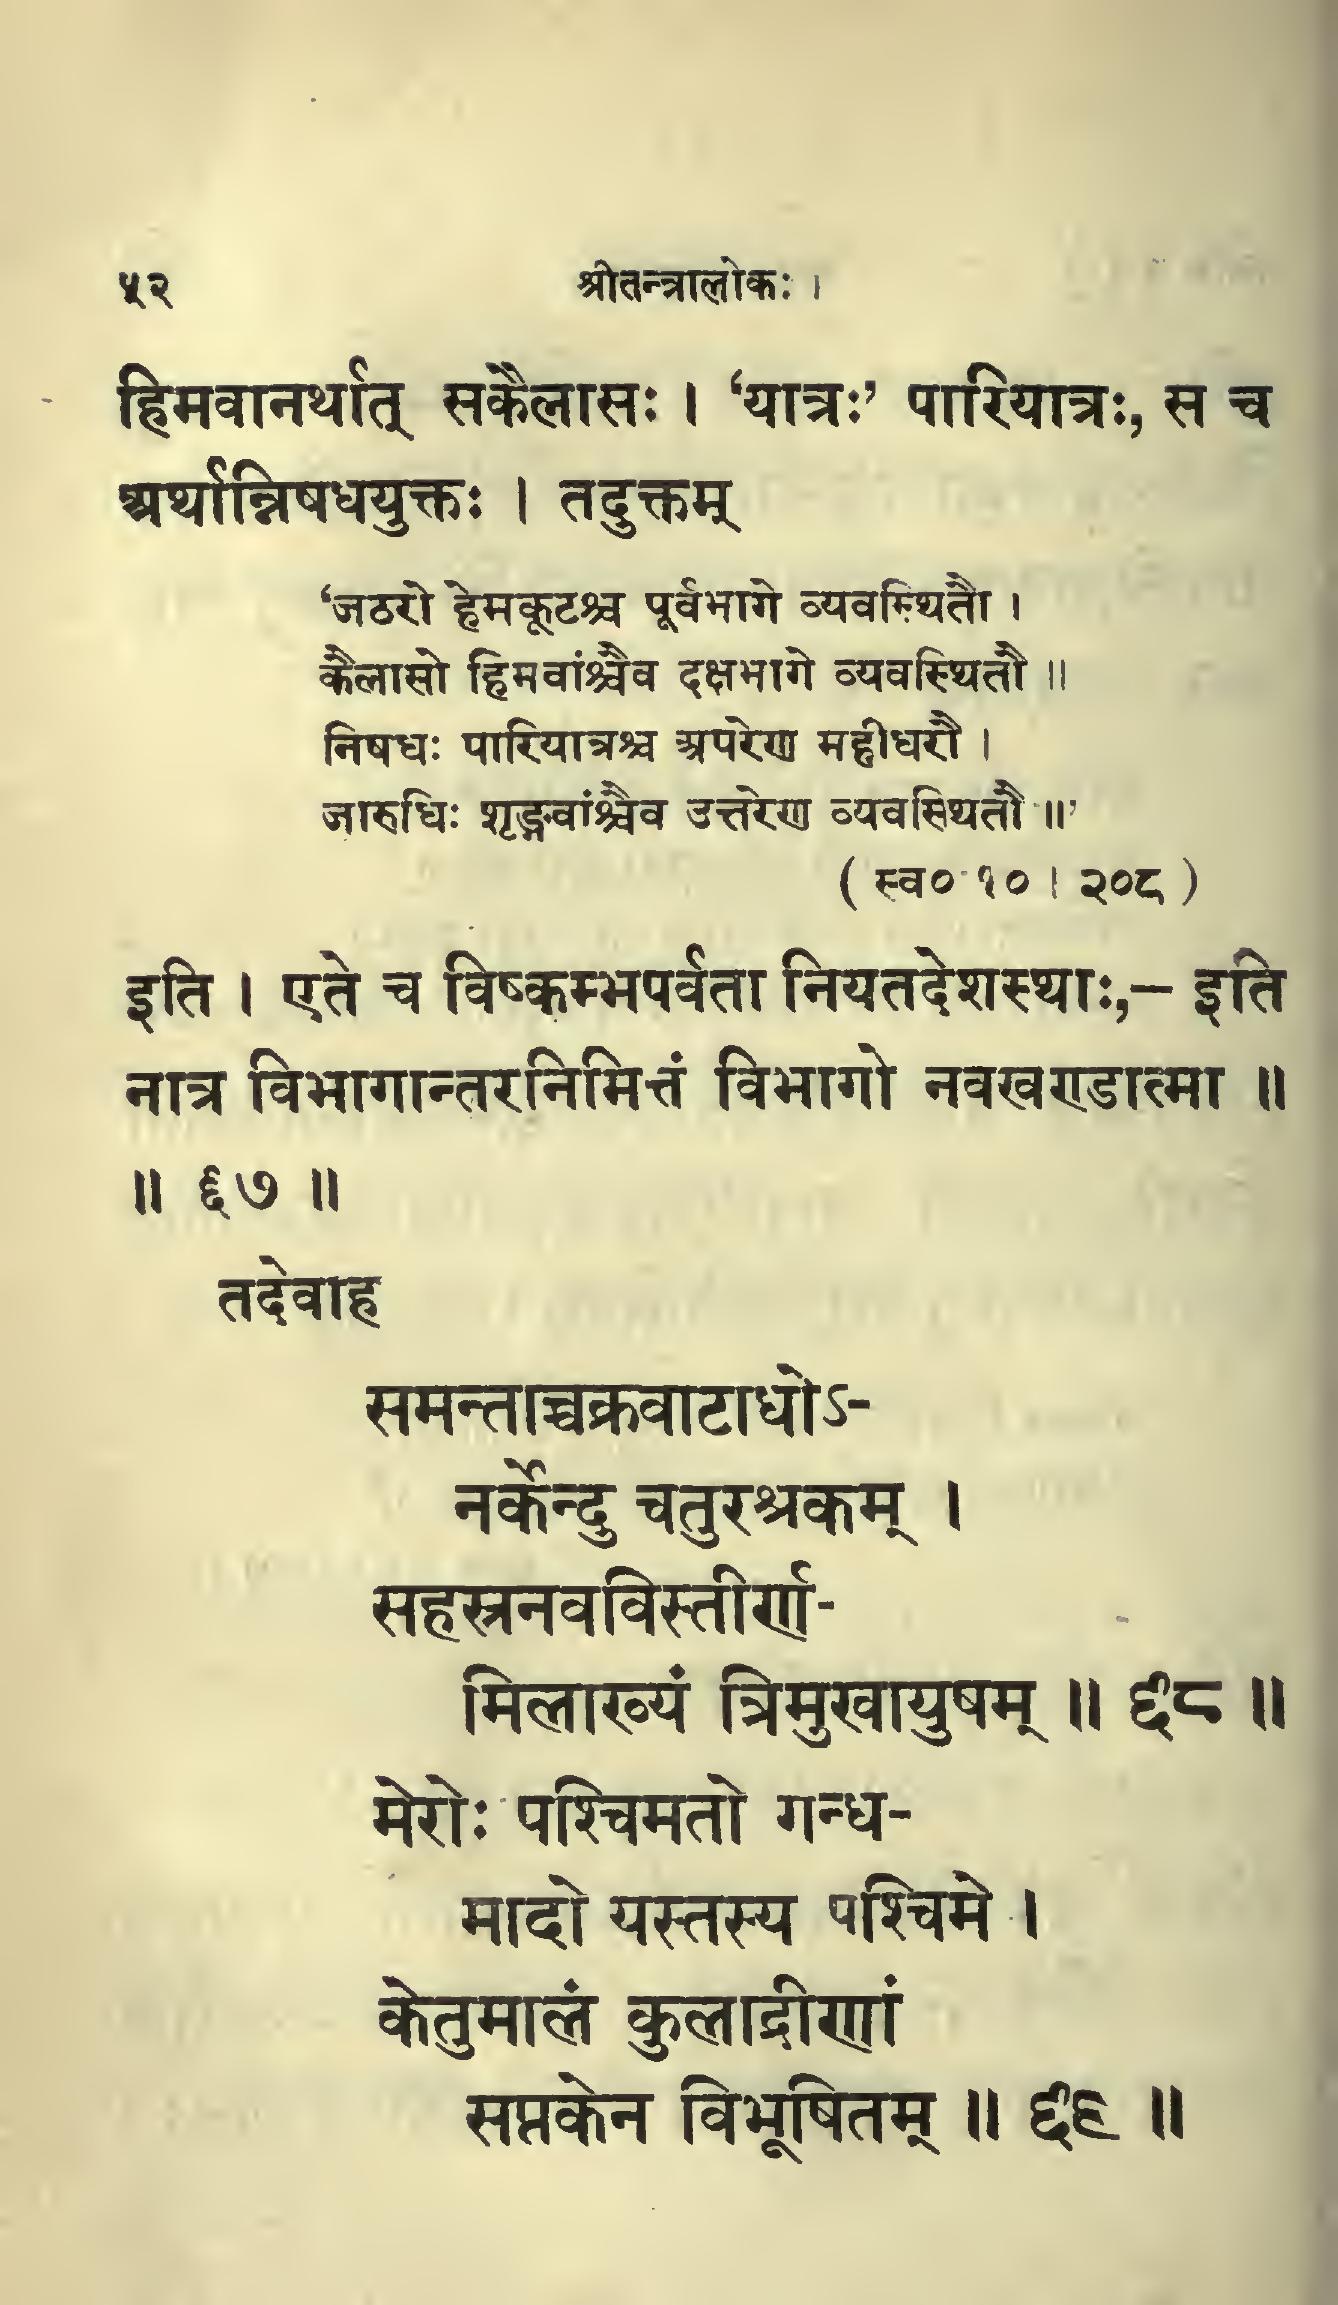 ५२ श्रीतन्त्रालोकः ।
हिमवानर्थात् सकैलासः । ‘यात्रः’ पारियात्रः, स च
अर्थान्निषधयुक्तः । तदुक्तम्
‘जठरो हेमकूटश्च पूर्वभागे व्यवस्थितौ ।
कैलासो हिमवांश्चैव दक्षभागे व्यवस्थितौ ॥
निषधः पारियात्रश्च अपरेण महीधरौ ।
जारुधिः शृङ्गवांश्चैव उत्तरेण व्यवस्थितौ ॥’
( स्व० १० । २०८ )
इति । एते च विष्कम्भपर्वता नियतदेशस्थाः,— इति
नात्र विभागान्तरनिमित्तं विभागो नवखण्डात्मा ॥
॥ ६७ ॥
तदेवाह
समन्ताच्चक्रवाटाधोऽ-
नर्केन्दु चतुरश्रकम् ।
सहस्रनवविस्तीर्ण-
मिलाख्यं त्रिमुखायुषम् ॥ ६८ ॥
मेरोः पश्चिमतो गन्ध-
मादो यस्तस्य पश्चिमे ।
केतुमालं कुलाद्रीणां
सप्तकेन विभूषितम् ॥ ६९ ॥